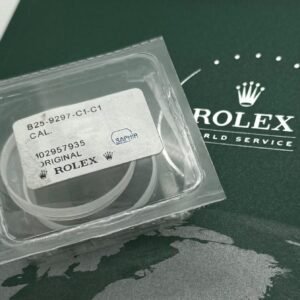 B25-9297-C1-C1
CAL.
102957935
ORIGINAL
SAPHIR
ROLEX
ROLEX
WORLD SERVICE